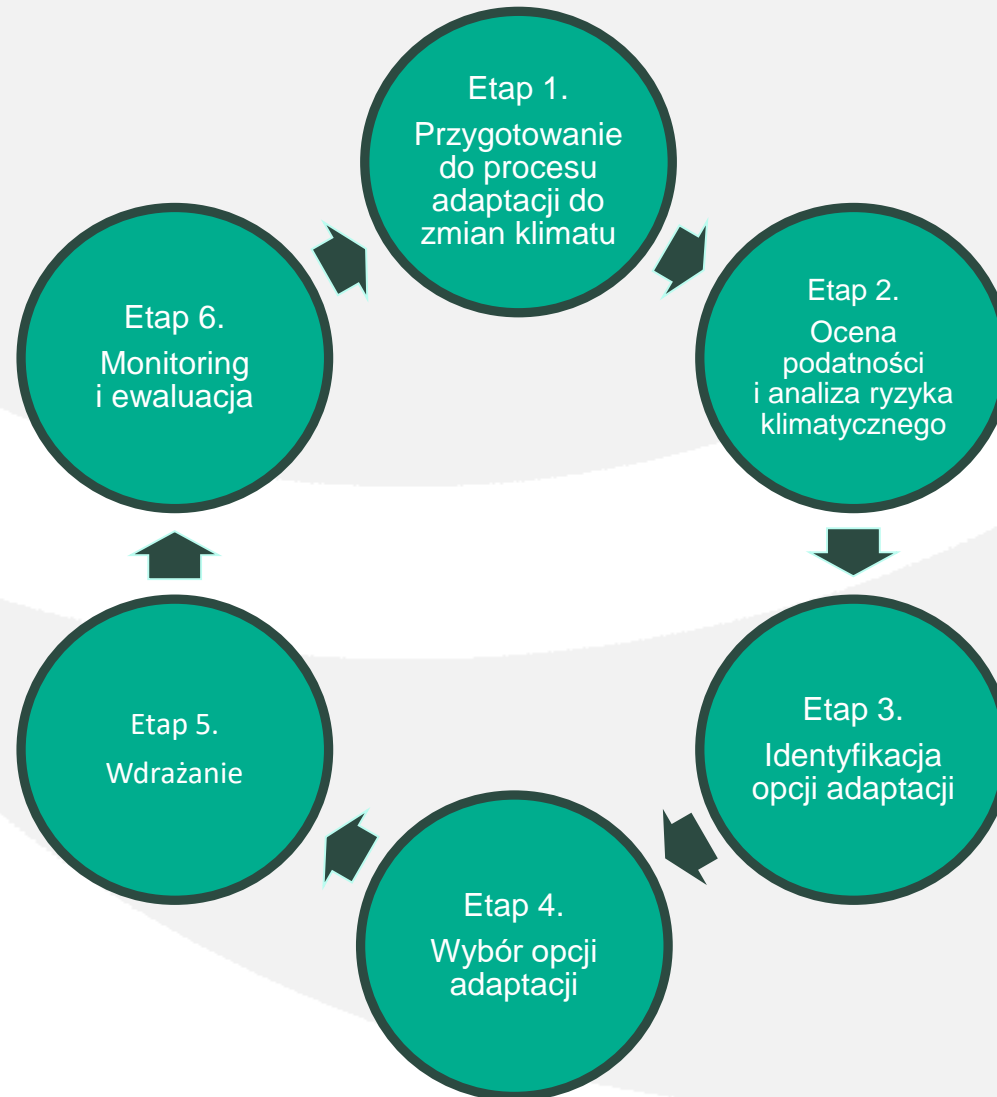 Etap 1.
Przygotowanie
do procesu
adaptacji do
zmian klimatu
Etap 2.
Ocena
podatności
i analiza ryzyka
klimatycznego
Etap 3.
Identyfikacja
opcji adaptacji
Etap 4.
Wybór opcji
adaptacji
Etap 5.
Wdrażanie
Etap 6.
Monitoring
i ewaluacja